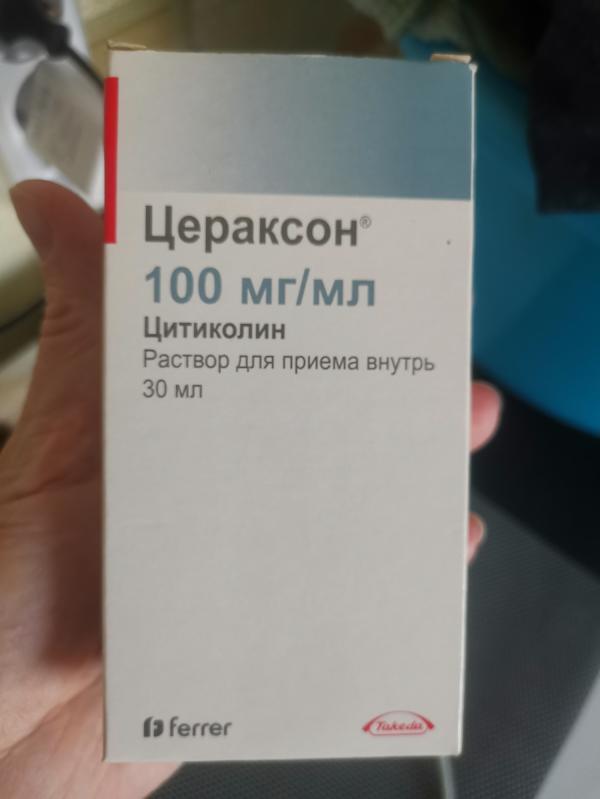 Цераксон®
100 мг/мл
Цитиколин
Раствор для приема внутрь
30 мл
ferrer
Takeda